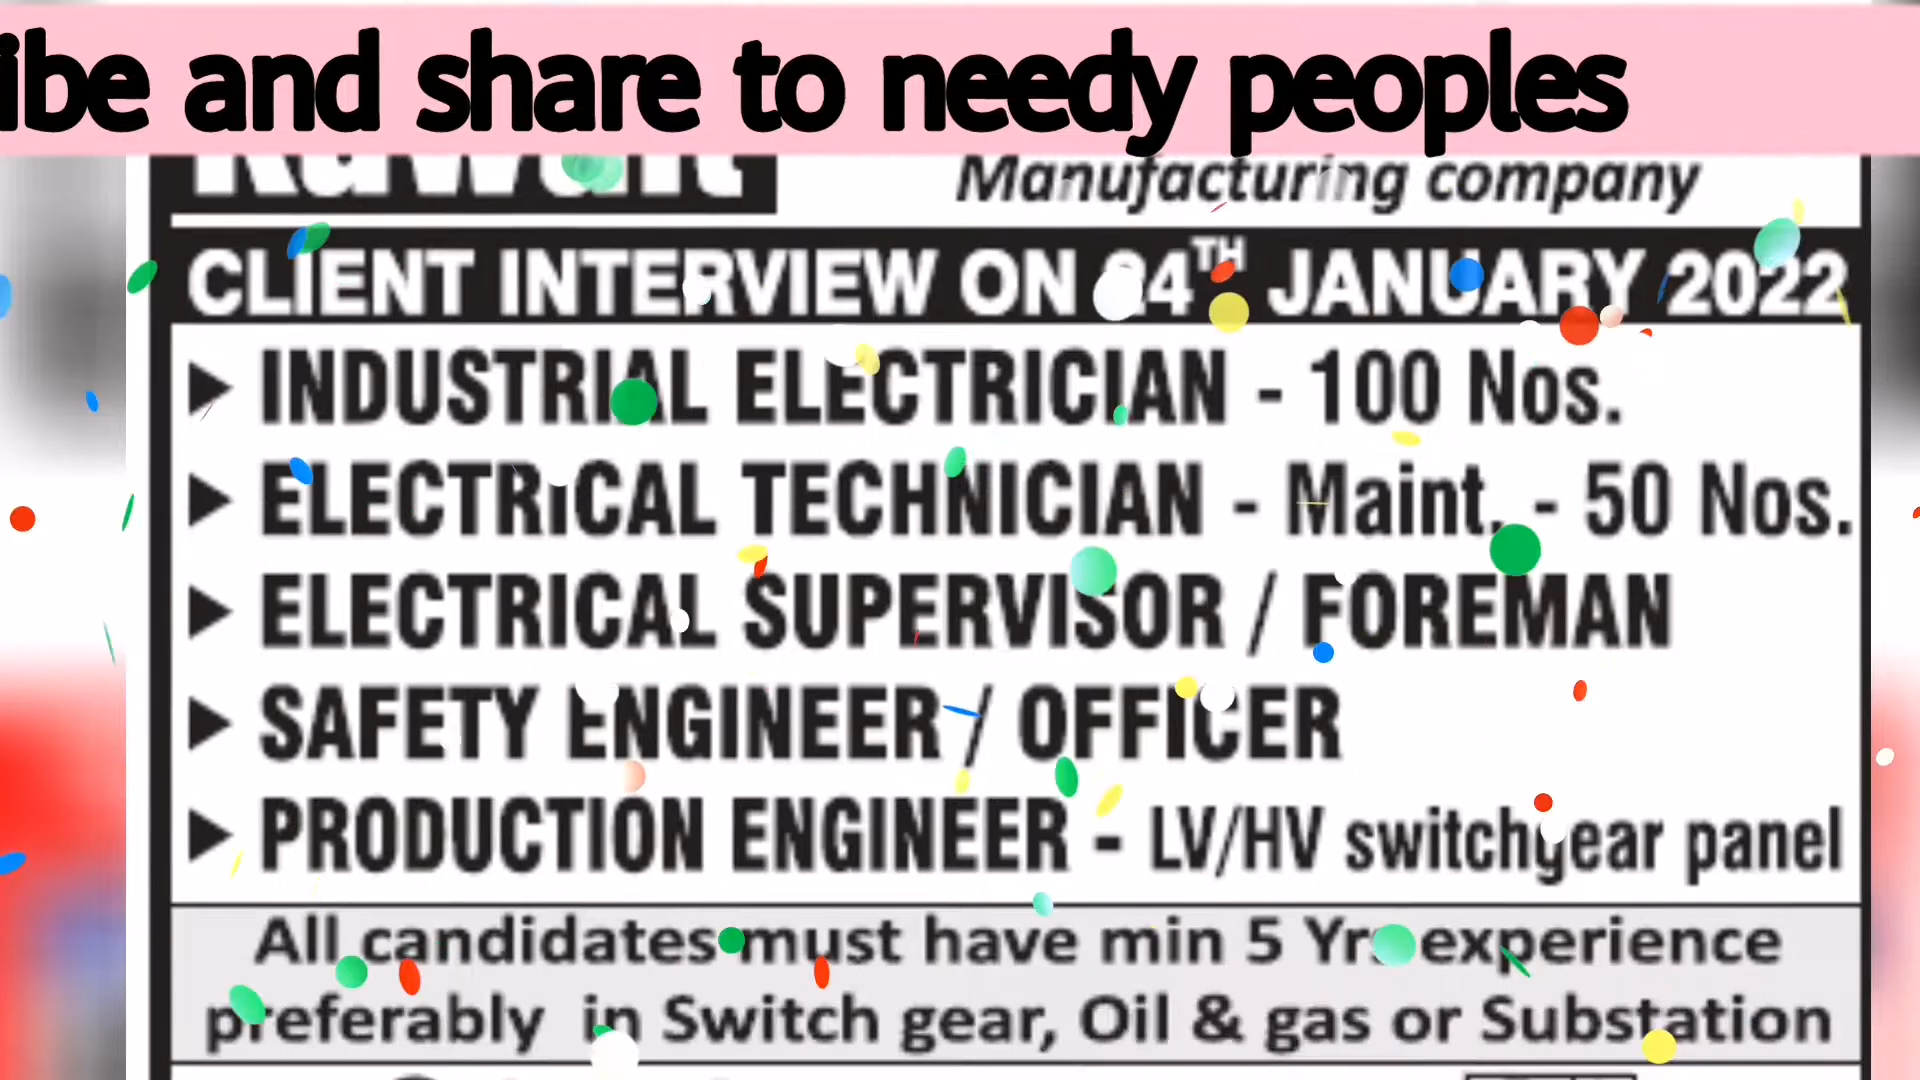 ibe and share to needy peoples
Kuwait
Manufacturing company
CLIENT INTERVIEW ON 24TH JANUARY 2022
INDUSTRIAL ELECTRICIAN - 100 Nos.
ELECTRICAL TECHNICIAN - Maint. - 50 Nos.
ELECTRICAL SUPERVISOR / FOREMAN
SAFETY ENGINEER / OFFICER
PRODUCTION ENGINEER - LV/HV switchgear panel
All candidates must have min 5 Yrs experience
preferably in Switch gear, Oil & gas or Substation